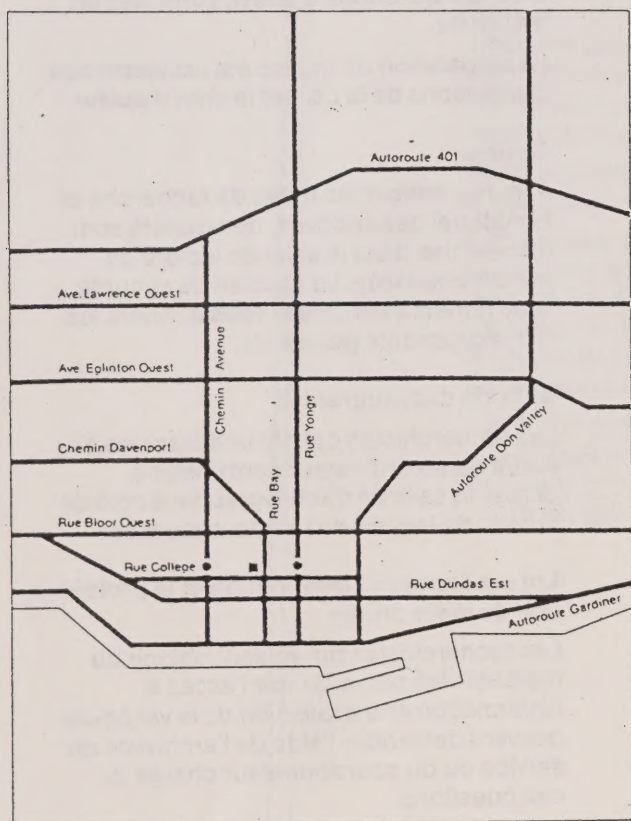 Autoroute 401
Ave. Lawrence Ouest
Chemin Avenue
Ave. Eglinton Ouest
Rue Yonge
Chemin Davenport
Rue Bay
Autoroute Don Valley
Rue Bloor Ouest
Rue College
Rue Dundas Est
Autoroute Gardiner